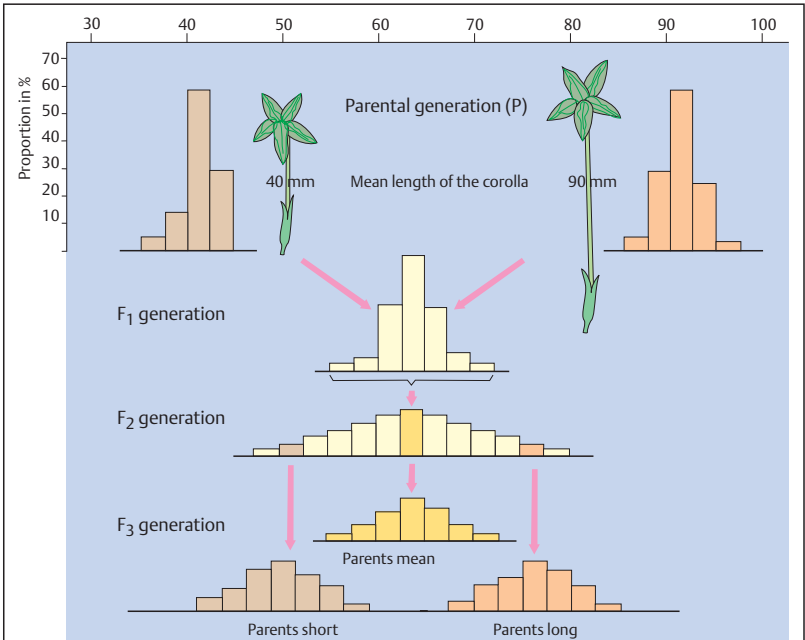 30 40 50 60 70 80 90 100
Proportion in %
70
60
50
40
30
20
10
Parental generation (P)
40 mm Mean length of the corolla 90 mm
F1 generation
F2 generation
F3 generation
Parents mean
Parents short Parents long